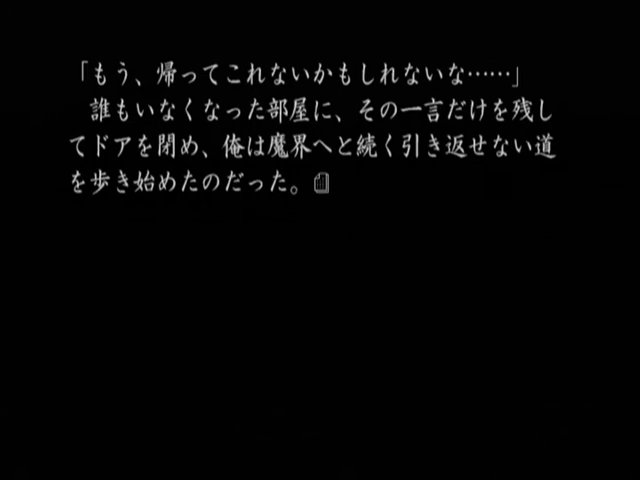 「もう、帰ってこれないかもしれないな……」
　誰もいなくなった部屋に、その一言だけを残し
てドアを閉め、俺は魔界へと続く引き返せない道
を歩き始めたのだった。